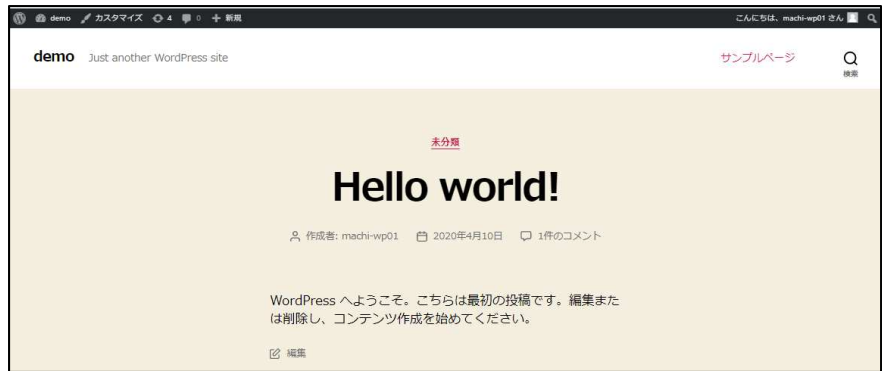 demo カスタマイズ 4 0 新規 こんにちは、machi-wp01 さん
demo Just another WordPress site サンプルページ
検索
未分類
Hello world!
作成者: machi-wp01 2020年4月10日 1件のコメント
WordPress へようこそ。こちらは最初の投稿です。編集また
は削除し、コンテンツ作成を始めてください。
編集